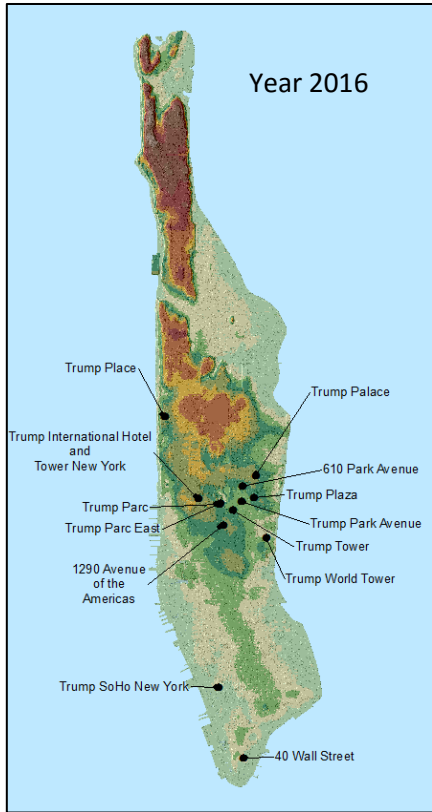 Year 2016
Trump Place
Trump Palace
Trump International Hotel
and
Tower New York
610 Park Avenue
Trump Plaza
Trump Parc
Trump Park Avenue
Trump Parc East
Trump Tower
1290 Avenue
of the
Americas
Trump World Tower
Trump SoHo New York
40 Wall Street